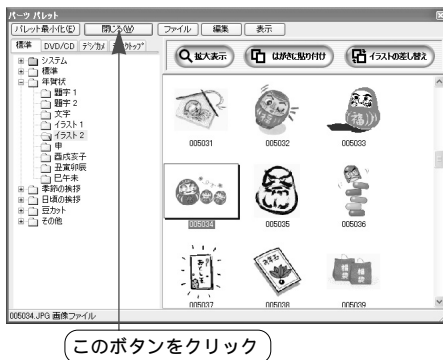 パーツ パレット
パレット最小化(E) 閉じる(W) ファイル 編集 表示
標準 DVD/CD デジカメ
拡大表示 はがきに貼り付け イラストの差し替え
システム
標準
年賀状
題字1
題字2
文字
イラスト1
イラスト2
申
酉戌亥子
丑寅卯辰
巳午未
季節の挨拶
日頃の挨拶
豆カット
その他
005031 005032 005033
005034 005035 005036
005037 005038 005039
005034.JPG 画像ファイル
このボタンをクリック